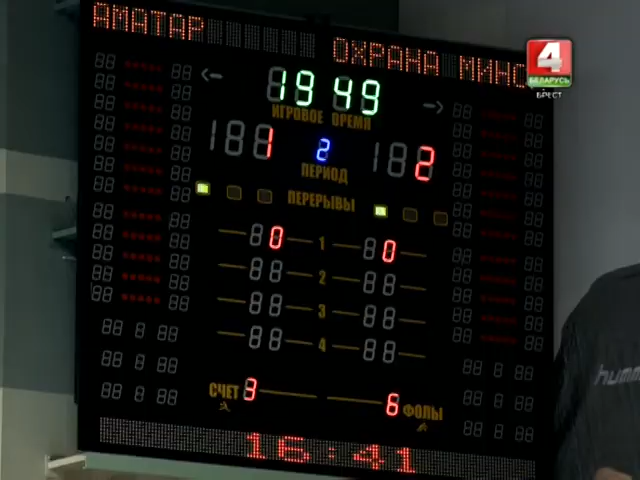 АМАТАР
ОХРАНА МИНС
4
БЕЛАРУСЬ
БРЕСТ
19 49
ИГРОВОЕ ВРЕМЯ
1 2 2
ПЕРИОД
ПЕРЕРЫВЫ
0 1 0
2
3
4
СЧЕТ 3 6 ФОЛЫ
16:41
humm